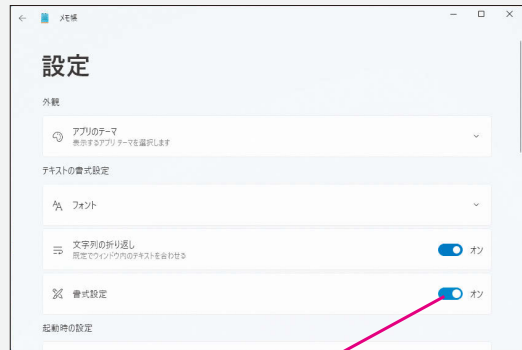 メモ帳
設定
外観
アプリのテーマ
表示するアプリ テーマを選択します
テキストの書式設定
フォント
文字列の折り返し
既定でウィンドウ内のテキストを合わせる
オン
書式設定
オン
起動時の設定